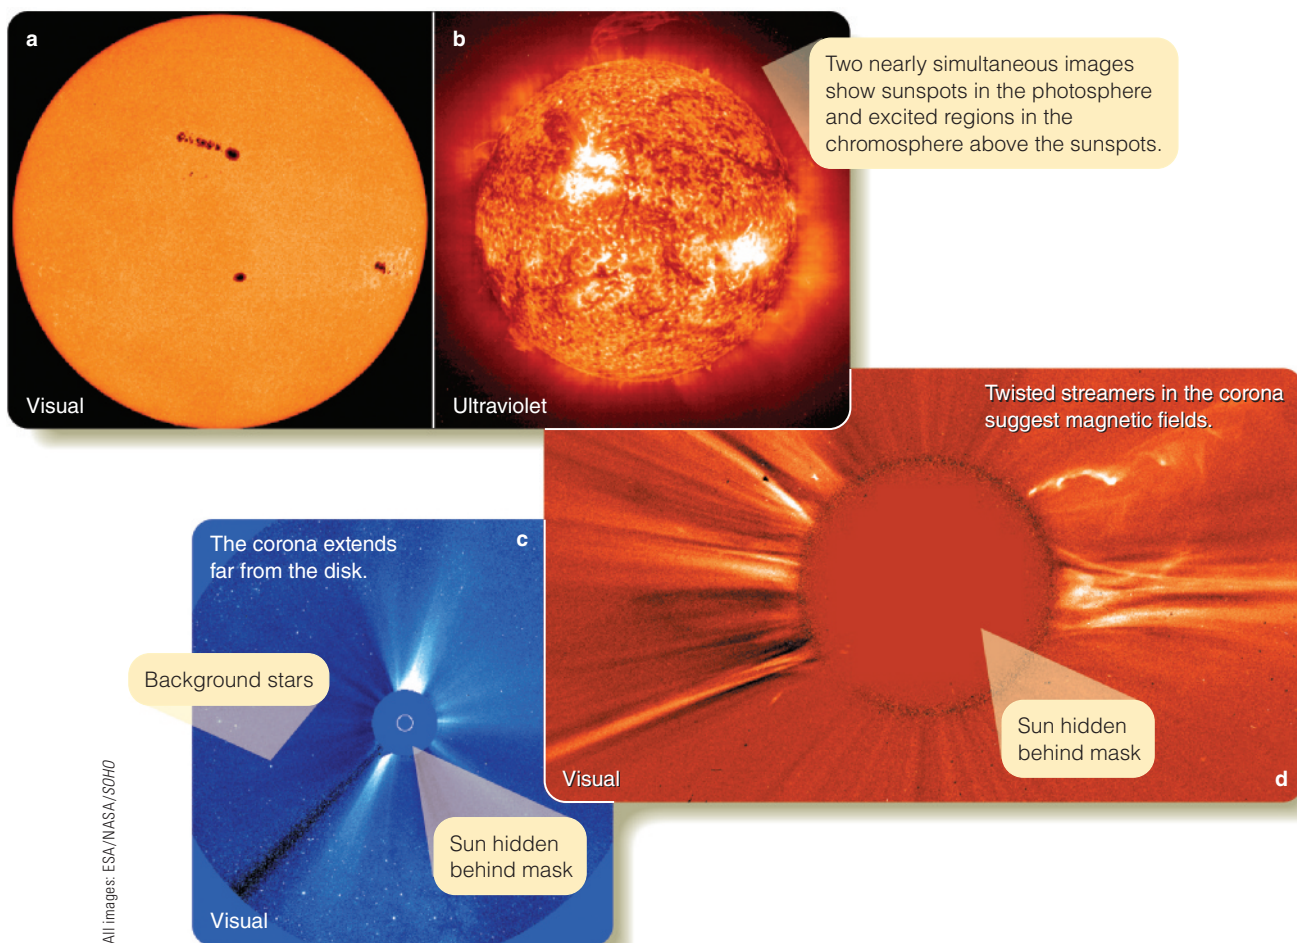 a
b
Two nearly simultaneous images
show sunspots in the photosphere
and excited regions in the
chromosphere above the sunspots.
Visual
Ultraviolet
Twisted streamers in the corona
suggest magnetic fields.
Sun hidden
behind mask
Visual
d
The corona extends
far from the disk.
c
Background stars
Sun hidden
behind mask
Visual
All images: ESA/NASA/SOHO